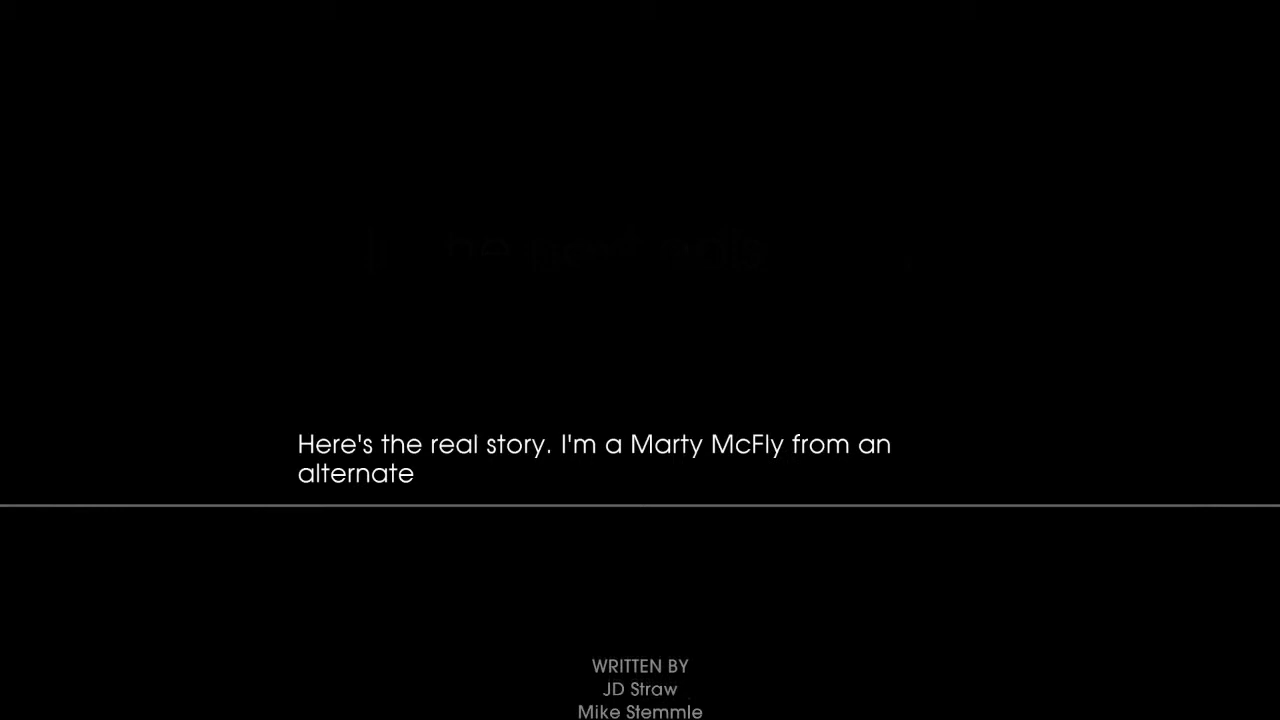 Here's the real story. I'm a Marty McFly from an
alternate
WRITTEN BY
JD Straw
Mike Stemmle